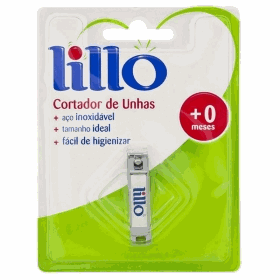 lillo
Cortador de Unhas
+ aço inoxidável
+ tamanho ideal
+ fácil de higienizar
+0
meses
lillo